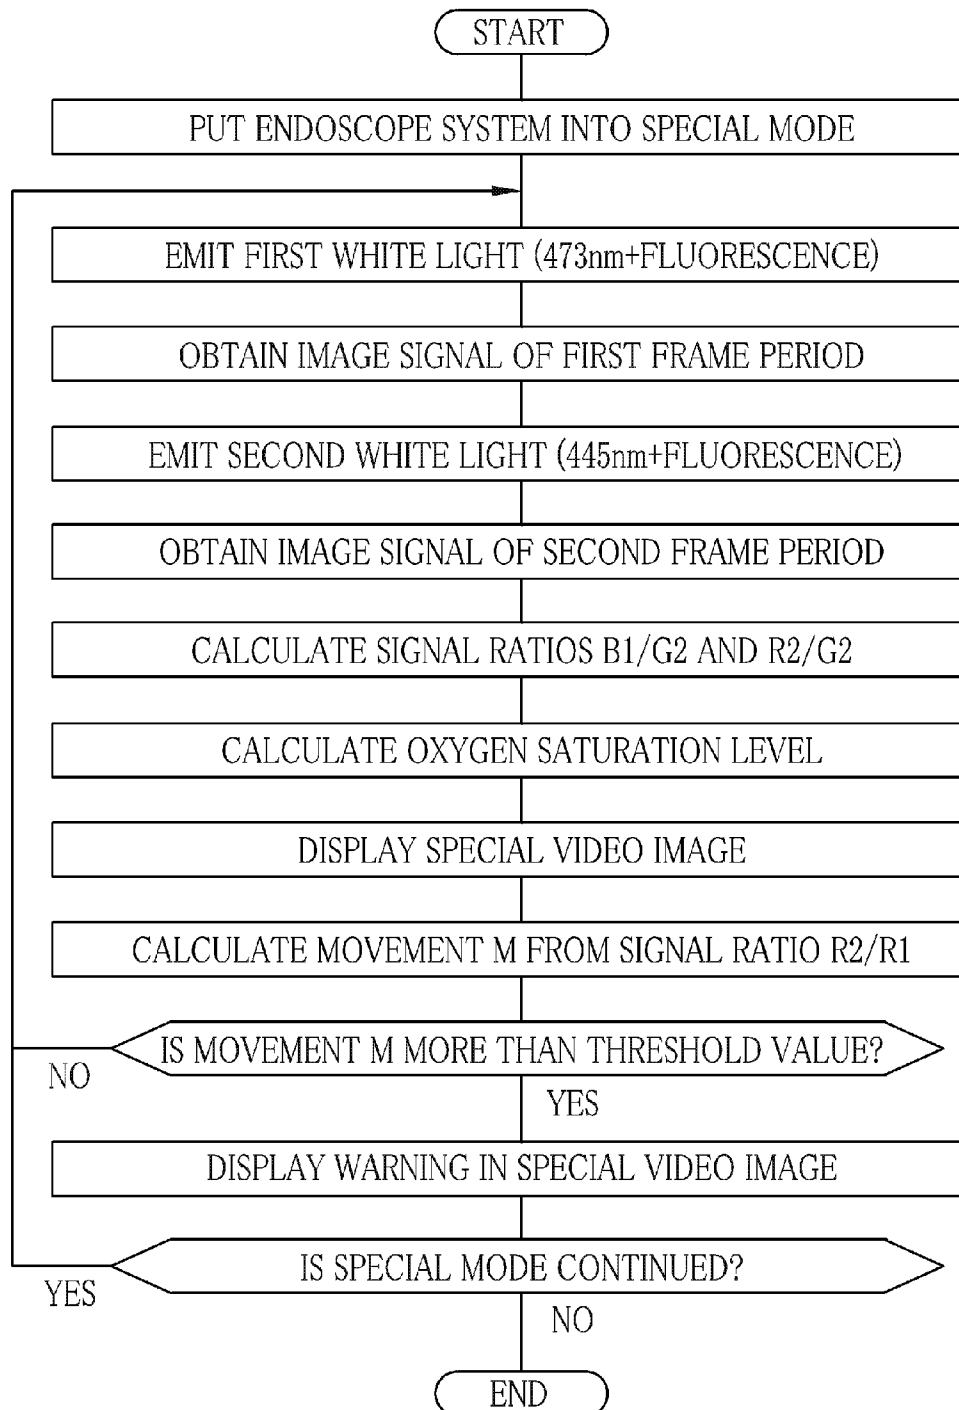 START
PUT ENDOSCOPE SYSTEM INTO SPECIAL MODE
EMIT FIRST WHITE LIGHT (473nm+FLUORESCENCE)
OBTAIN IMAGE SIGNAL OF FIRST FRAME PERIOD
EMIT SECOND WHITE LIGHT (445nm+FLUORESCENCE)
OBTAIN IMAGE SIGNAL OF SECOND FRAME PERIOD
CALCULATE SIGNAL RATIOS B1/G2 AND R2/G2
CALCULATE OXYGEN SATURATION LEVEL
DISPLAY SPECIAL VIDEO IMAGE
CALCULATE MOVEMENT M FROM SIGNAL RATIO R2/R1
IS MOVEMENT M MORE THAN THRESHOLD VALUE?
NO
YES
DISPLAY WARNING IN SPECIAL VIDEO IMAGE
IS SPECIAL MODE CONTINUED?
YES
NO
END